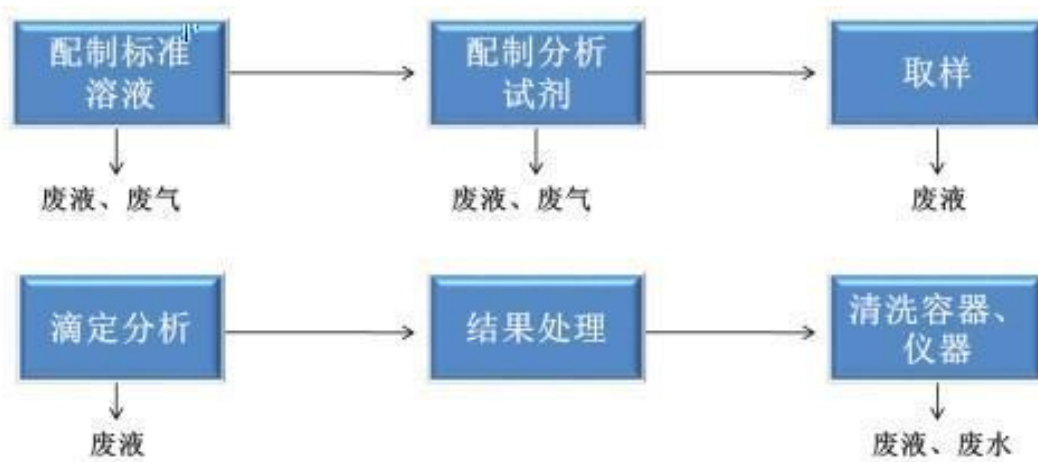 配制标准
溶液
配制分析
试剂
取样
废液、废气
废液、废气
废液
滴定分析
结果处理
清洗容器、
仪器
废液
废液、废水